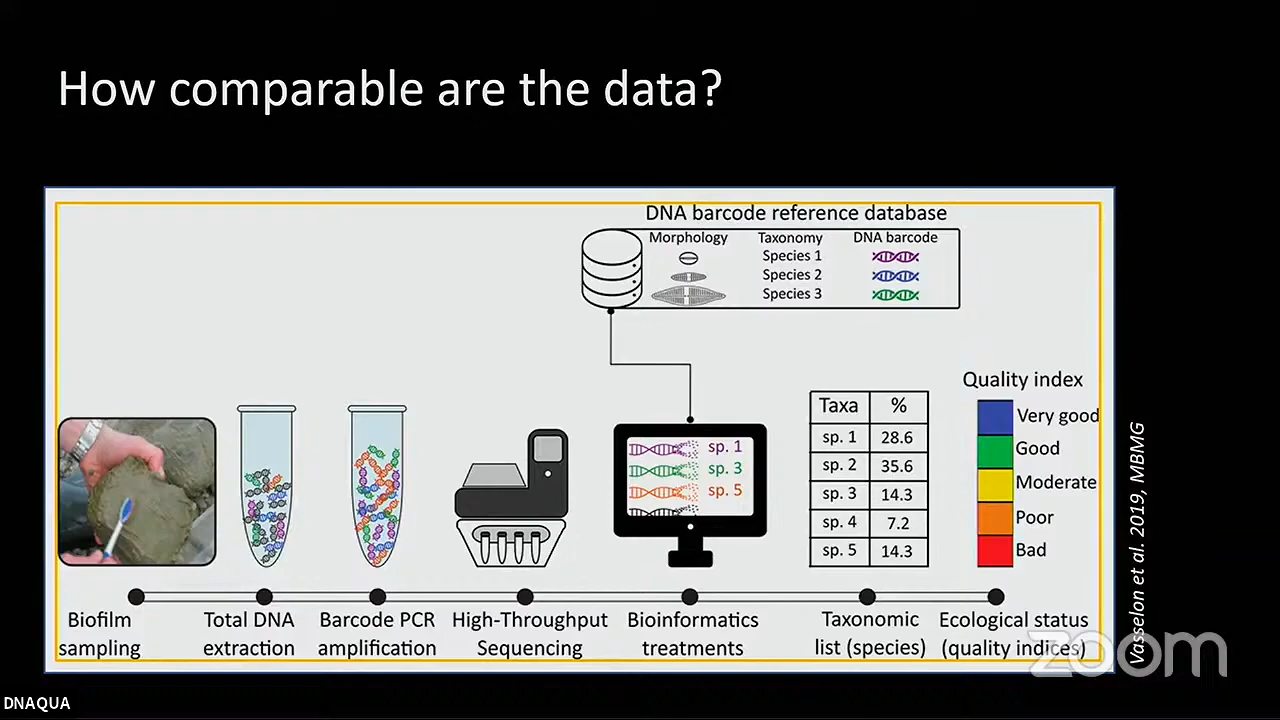 How comparable are the data?
DNA barcode reference database
Morphology Taxonomy DNA barcode
Species 1
Species 2
Species 3
Quality index
Very good
Good
Moderate
Poor
Bad
Taxa %
sp. 1 28.6
sp. 2 35.6
sp. 3 14.3
sp. 4 7.2
sp. 5 14.3
sp. 1
sp. 3
sp. 5
Biofilm
sampling
Total DNA
extraction
Barcode PCR
amplification
High-Throughput
Sequencing
Bioinformatics
treatments
Taxonomic
list (species)
Ecological status
(quality indices)
Vasselon et al. 2019, MBMG
zoom
DNAQUA